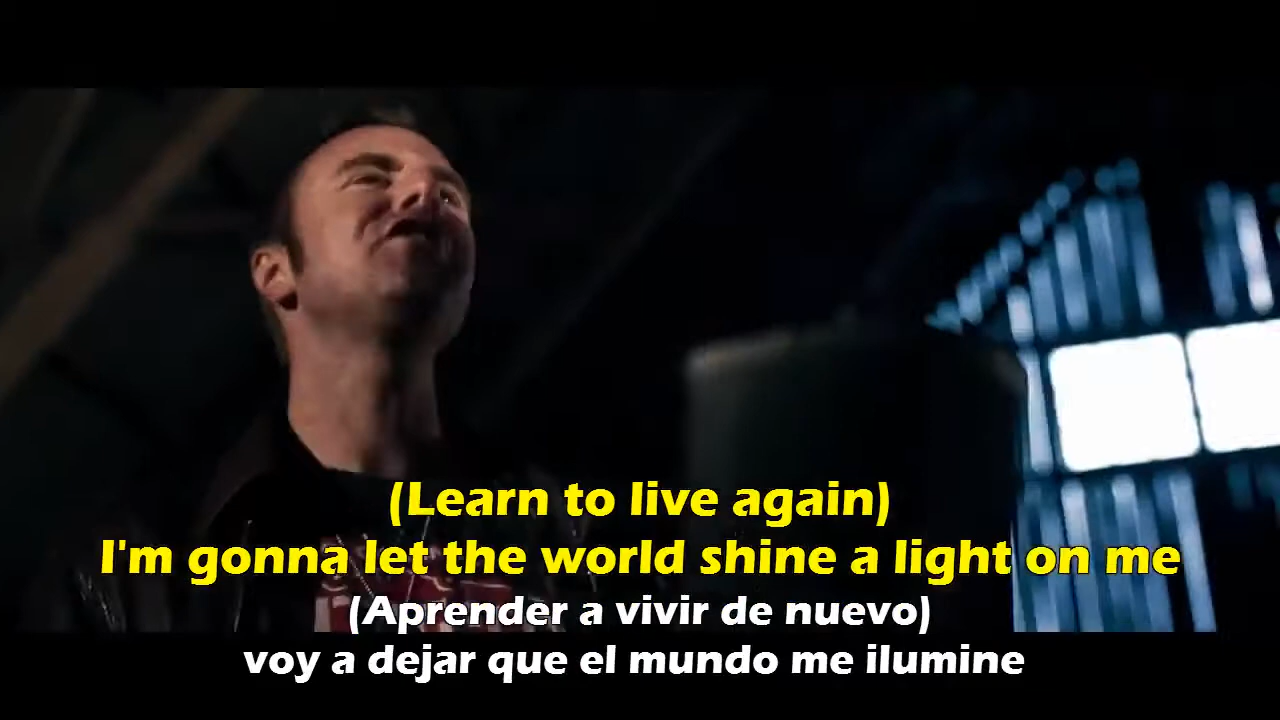 (Learn to live again)
I'm gonna let the world shine a light on me
(Aprender a vivir de nuevo)
voy a dejar que el mundo me ilumine